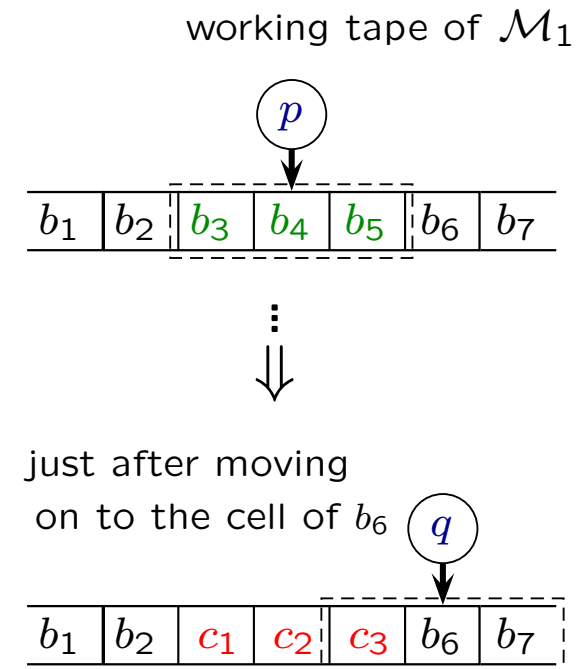 working tape of ℳ₁
p
b₁ b₂ b₃ b₄ b₅ b₆ b₇
⋮
⇓
just after moving
on to the cell of b₆
q
b₁ b₂ c₁ c₂ c₃ b₆ b₇